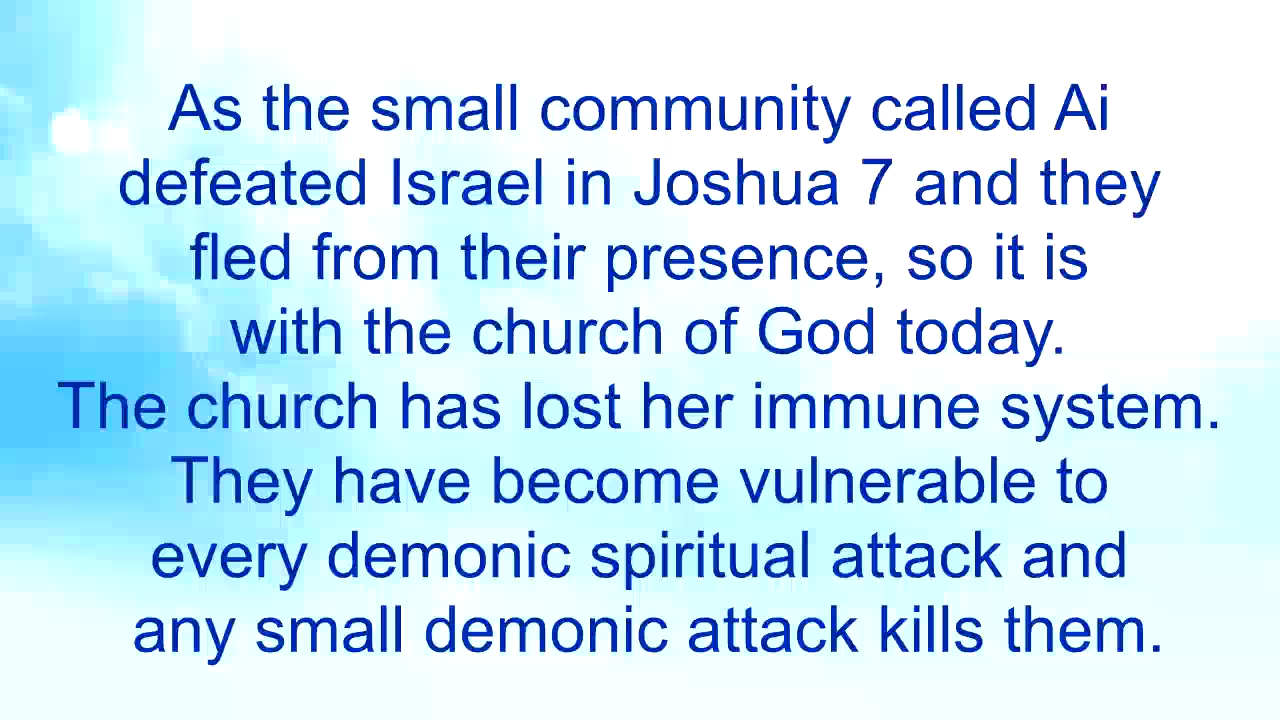 As the small community called Ai
defeated Israel in Joshua 7 and they
fled from their presence, so it is
with the church of God today.
The church has lost her immune system.
They have become vulnerable to
every demonic spiritual attack and
any small demonic attack kills them.